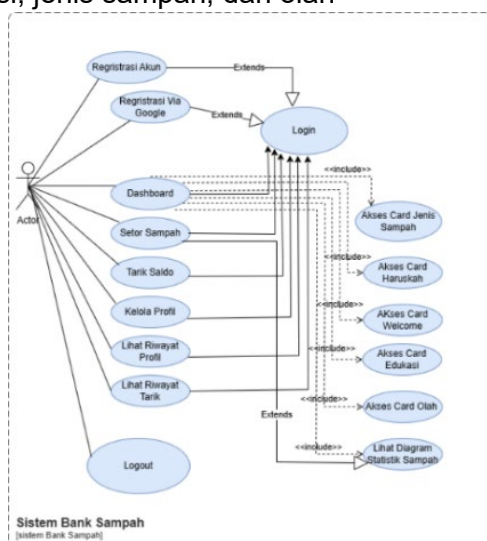 si, jenis sampah, dan olah
Regristrasi Akun
Extends
Regristrasi Via
Google
Extends
Login
<<include>>
Dashboard
Akses Card Jenis
Sampah
Actor
Setor Sampah
<<include>>
Akses Card
Haruskah
Tarik Saldo
<<include>>
AKses Card
Welcome
Kelola Profil
<<include>>
Akses Card
Edukasi
Lihat Riwayat
Profil
<<include>>
Akses Card Olah
Lihat Riwayat
Tarik
Extends
<<include>>
Lihat Diagram
Statistik Sampah
Logout
Sistem Bank Sampah
[sistem Bank Sampah]